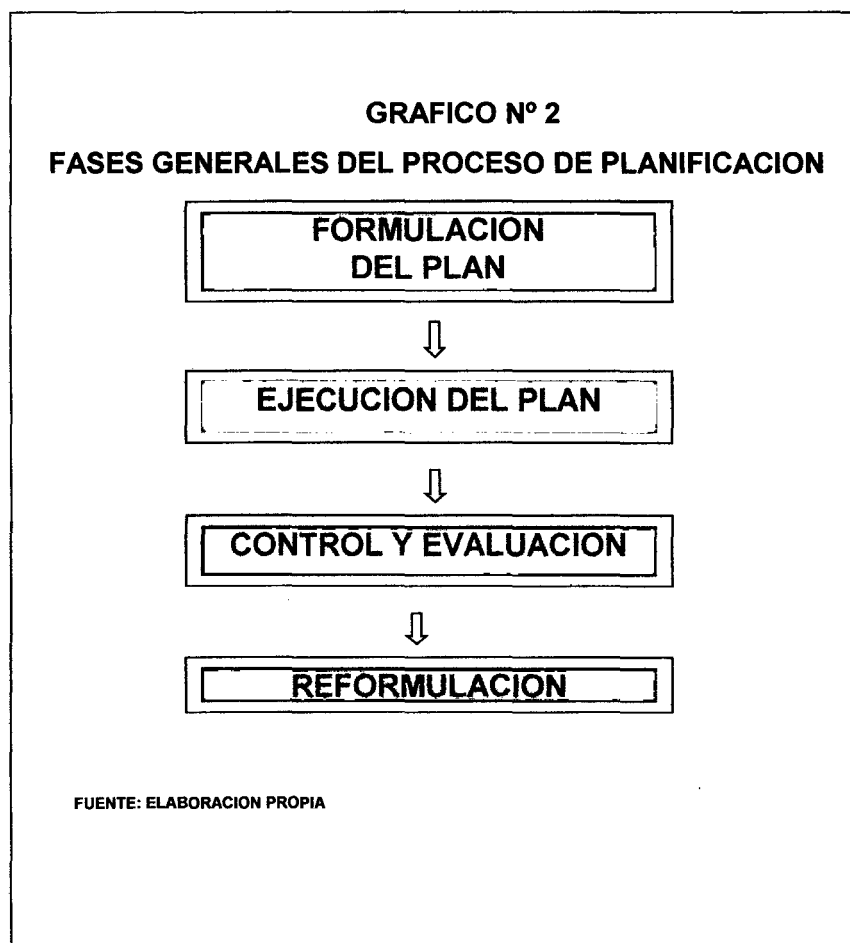 GRAFICO Nº 2
FASES GENERALES DEL PROCESO DE PLANIFICACION
FORMULACION
DEL PLAN
EJECUCION DEL PLAN
CONTROL Y EVALUACION
REFORMULACION
FUENTE: ELABORACION PROPIA